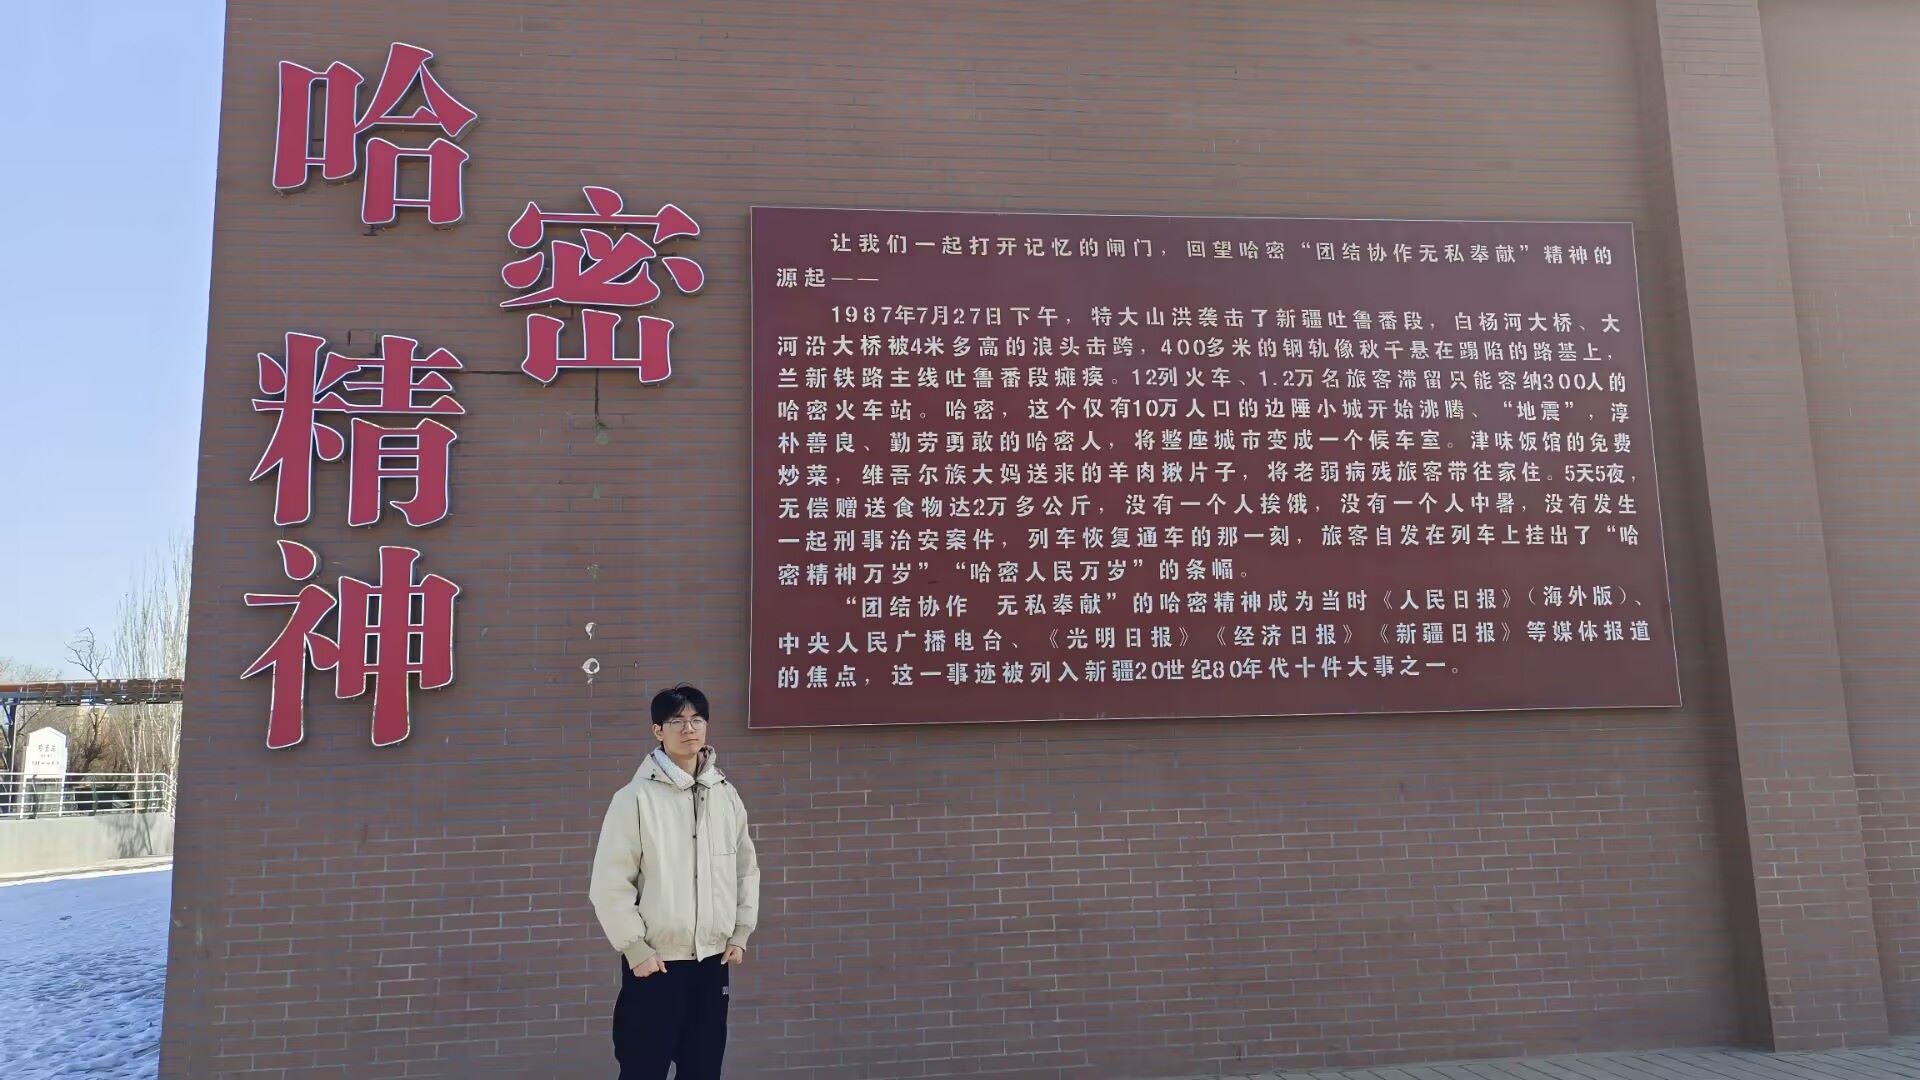 哈密
精神
让我们一起打开记忆的闸门，回望哈密“团结协作无私奉献”精神的
源起——
1987年7月27日下午，特大山洪袭击了新疆吐鲁番段，白杨河大桥、大
河沿大桥被4米多高的浪头击跨，400多米的钢轨像秋千悬在蹋陷的路基上，
兰新铁路主线吐鲁番段瘫痪。12列火车、1.2万名旅客滞留只能容纳300人的
哈密火车站。哈密，这个仅有10万人口的边陲小城开始沸腾、“地震”，淳
朴善良、勤劳勇敢的哈密人，将整座城市变成一个候车室。津味饭馆的免费
炒菜，维吾尔族大妈送来的羊肉揪片子，将老弱病残旅客带往家住。5天5夜，
无偿赠送食物达2万多公斤，没有一个人挨饿，没有一个人中暑，没有发生
一起刑事治安案件，列车恢复通车的那一刻，旅客自发在列车上挂出了“哈
密精神万岁”“哈密人民万岁”的条幅。
“团结协作　无私奉献”的哈密精神成为当时《人民日报》（海外版）、
中央人民广播电台、《光明日报》《经济日报》《新疆日报》等媒体报道
的焦点，这一事迹被列入新疆20世纪80年代十件大事之一。